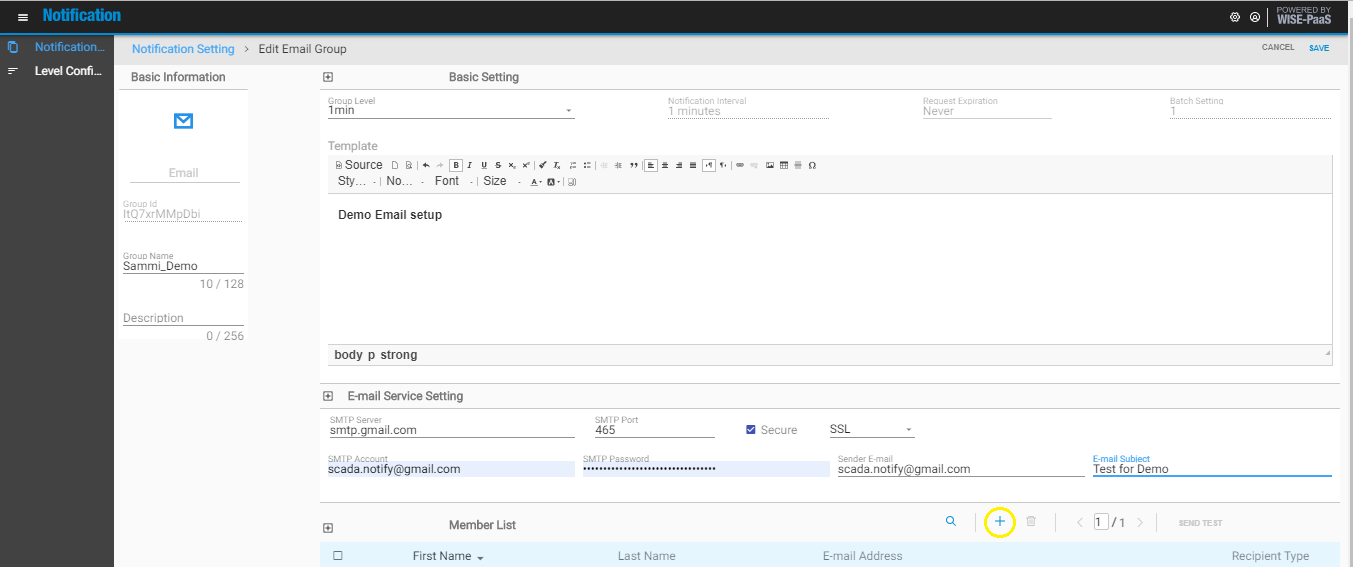 Notification
POWERED BY
WISE-PaaS
Notification...
Level Confi...
Notification Setting > Edit Email Group
CANCEL SAVE
Basic Information
Email
Group Id
ItQ7xrMMpDbi
Group Name
Sammi_Demo
10 / 128
Description
0 / 256
Basic Setting
Group Level Notification Interval Request Expiration Batch Setting
1min 1 minutes Never 1
Template
Source
Sty... No... Font Size
Demo Email setup
body p strong
E-mail Service Setting
SMTP Server SMTP Port
smtp.gmail.com 465 Secure SSL
SMTP Account SMTP Password Sender E-mail E-mail Subject
scada.notify@gmail.com •••••••••••••••••••••••••••••••• scada.notify@gmail.com Test for Demo
Member List 1 / 1 SEND TEST
First Name Last Name E-mail Address Recipient Type